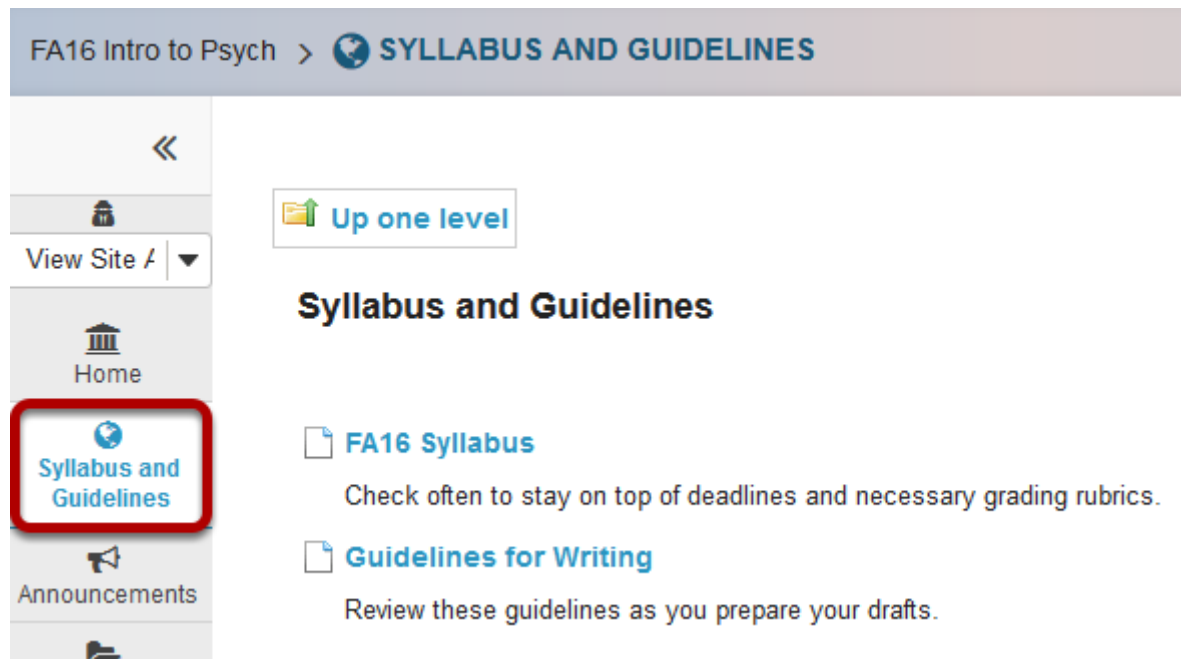 FA16 Intro to Psych > SYLLABUS AND GUIDELINES
«
View Site A
Home
Syllabus and
Guidelines
Announcements
Up one level
Syllabus and Guidelines
FA16 Syllabus
Check often to stay on top of deadlines and necessary grading rubrics.
Guidelines for Writing
Review these guidelines as you prepare your drafts.